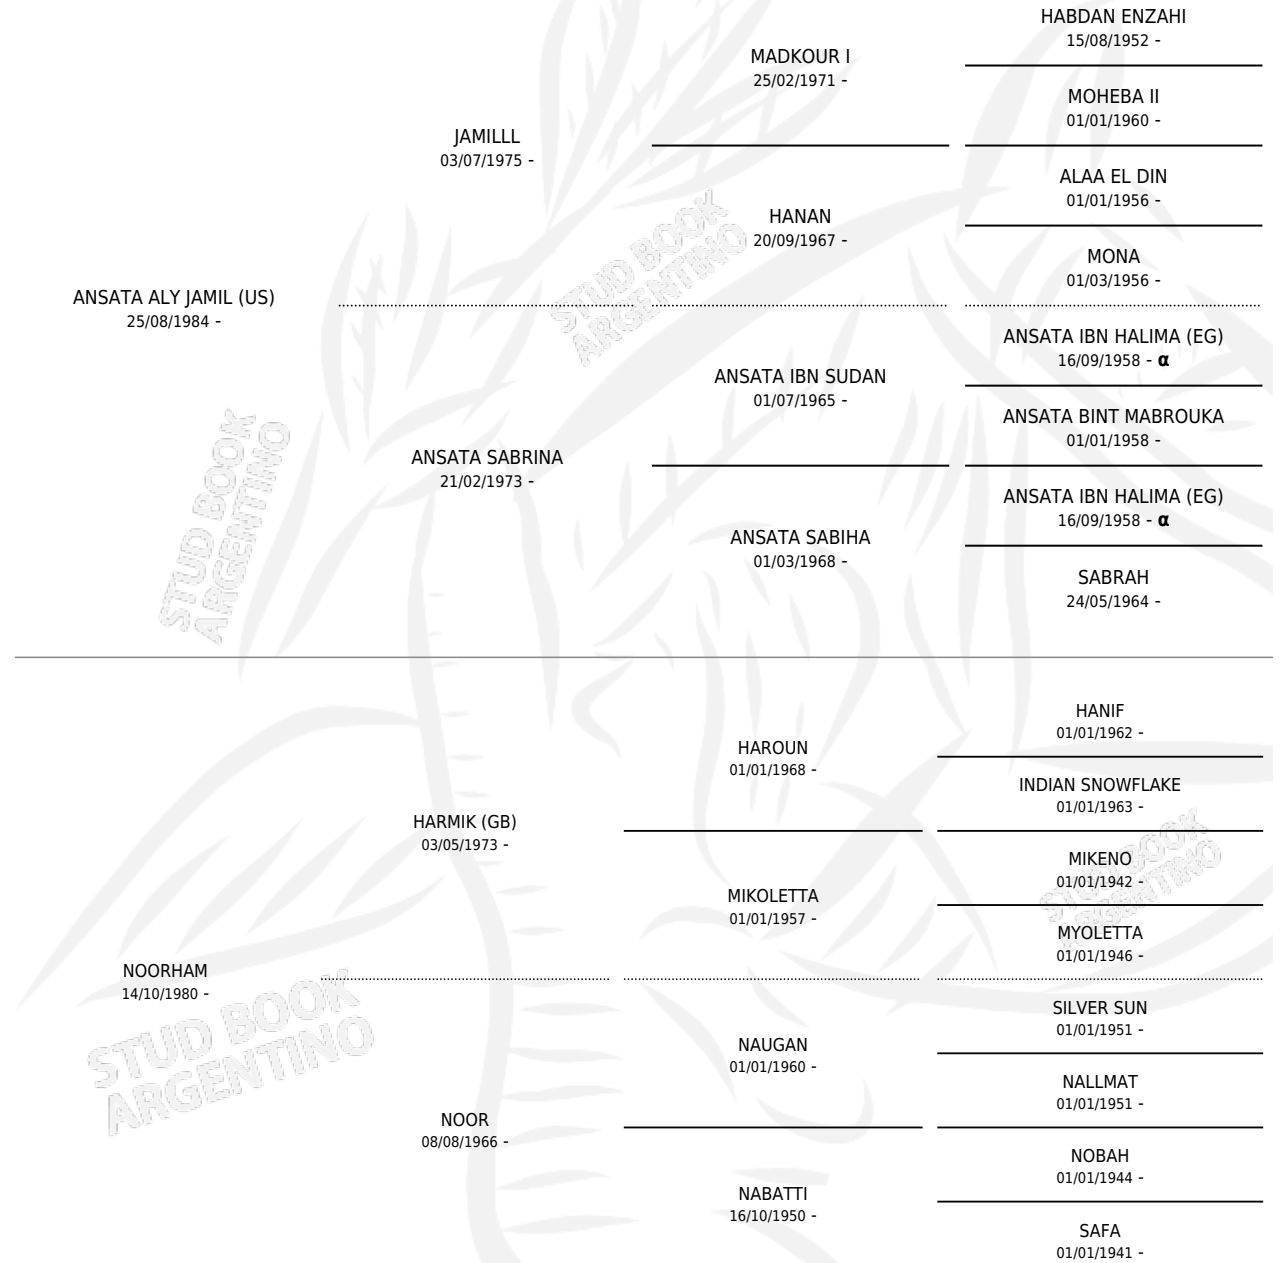 HABDAN ENZAHI
15/08/1952 -
MADKOUR I
25/02/1971 -
MOHEBA II
01/01/1960 -
JAMILLL
03/07/1975 -
ALAA EL DIN
01/01/1956 -
HANAN
20/09/1967 -
MONA
01/03/1956 -
ANSATA ALY JAMIL (US)
25/08/1984 -
ANSATA IBN HALIMA (EG)
16/09/1958 - α
ANSATA IBN SUDAN
01/07/1965 -
ANSATA BINT MABROUKA
01/01/1958 -
ANSATA SABRINA
21/02/1973 -
ANSATA IBN HALIMA (EG)
16/09/1958 - α
ANSATA SABIHA
01/03/1968 -
SABRAH
24/05/1964 -
HANIF
01/01/1962 -
HAROUN
01/01/1968 -
INDIAN SNOWFLAKE
01/01/1963 -
HARMIK (GB)
03/05/1973 -
MIKENO
01/01/1942 -
MIKOLETTA
01/01/1957 -
MYOLETTA
01/01/1946 -
NOORHAM
14/10/1980 -
SILVER SUN
01/01/1951 -
NAUGAN
01/01/1960 -
NALLMAT
01/01/1951 -
NOOR
08/08/1966 -
NOBAH
01/01/1944 -
NABATTI
16/10/1950 -
SAFA
01/01/1941 -
STUD BOOK
ARGENTINO
STUD BOOK
ARGENTINO
STUD BOOK
ARGENTINO
STUD BOOK
ARGENTINO